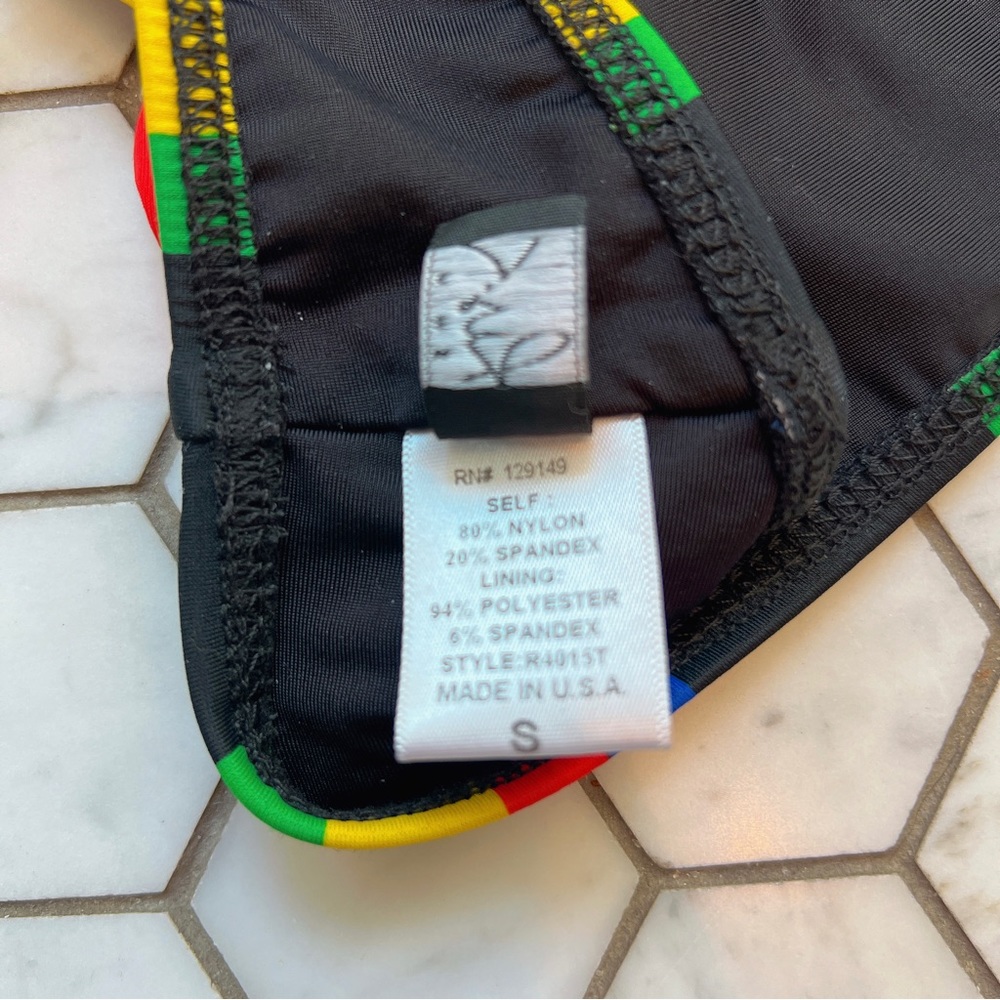 RN# 129149
SELF :
80% NYLON
20% SPANDEX
LINING:
94% POLYESTER
6% SPANDEX
STYLE:R4015T
MADE IN U.S.A.
S